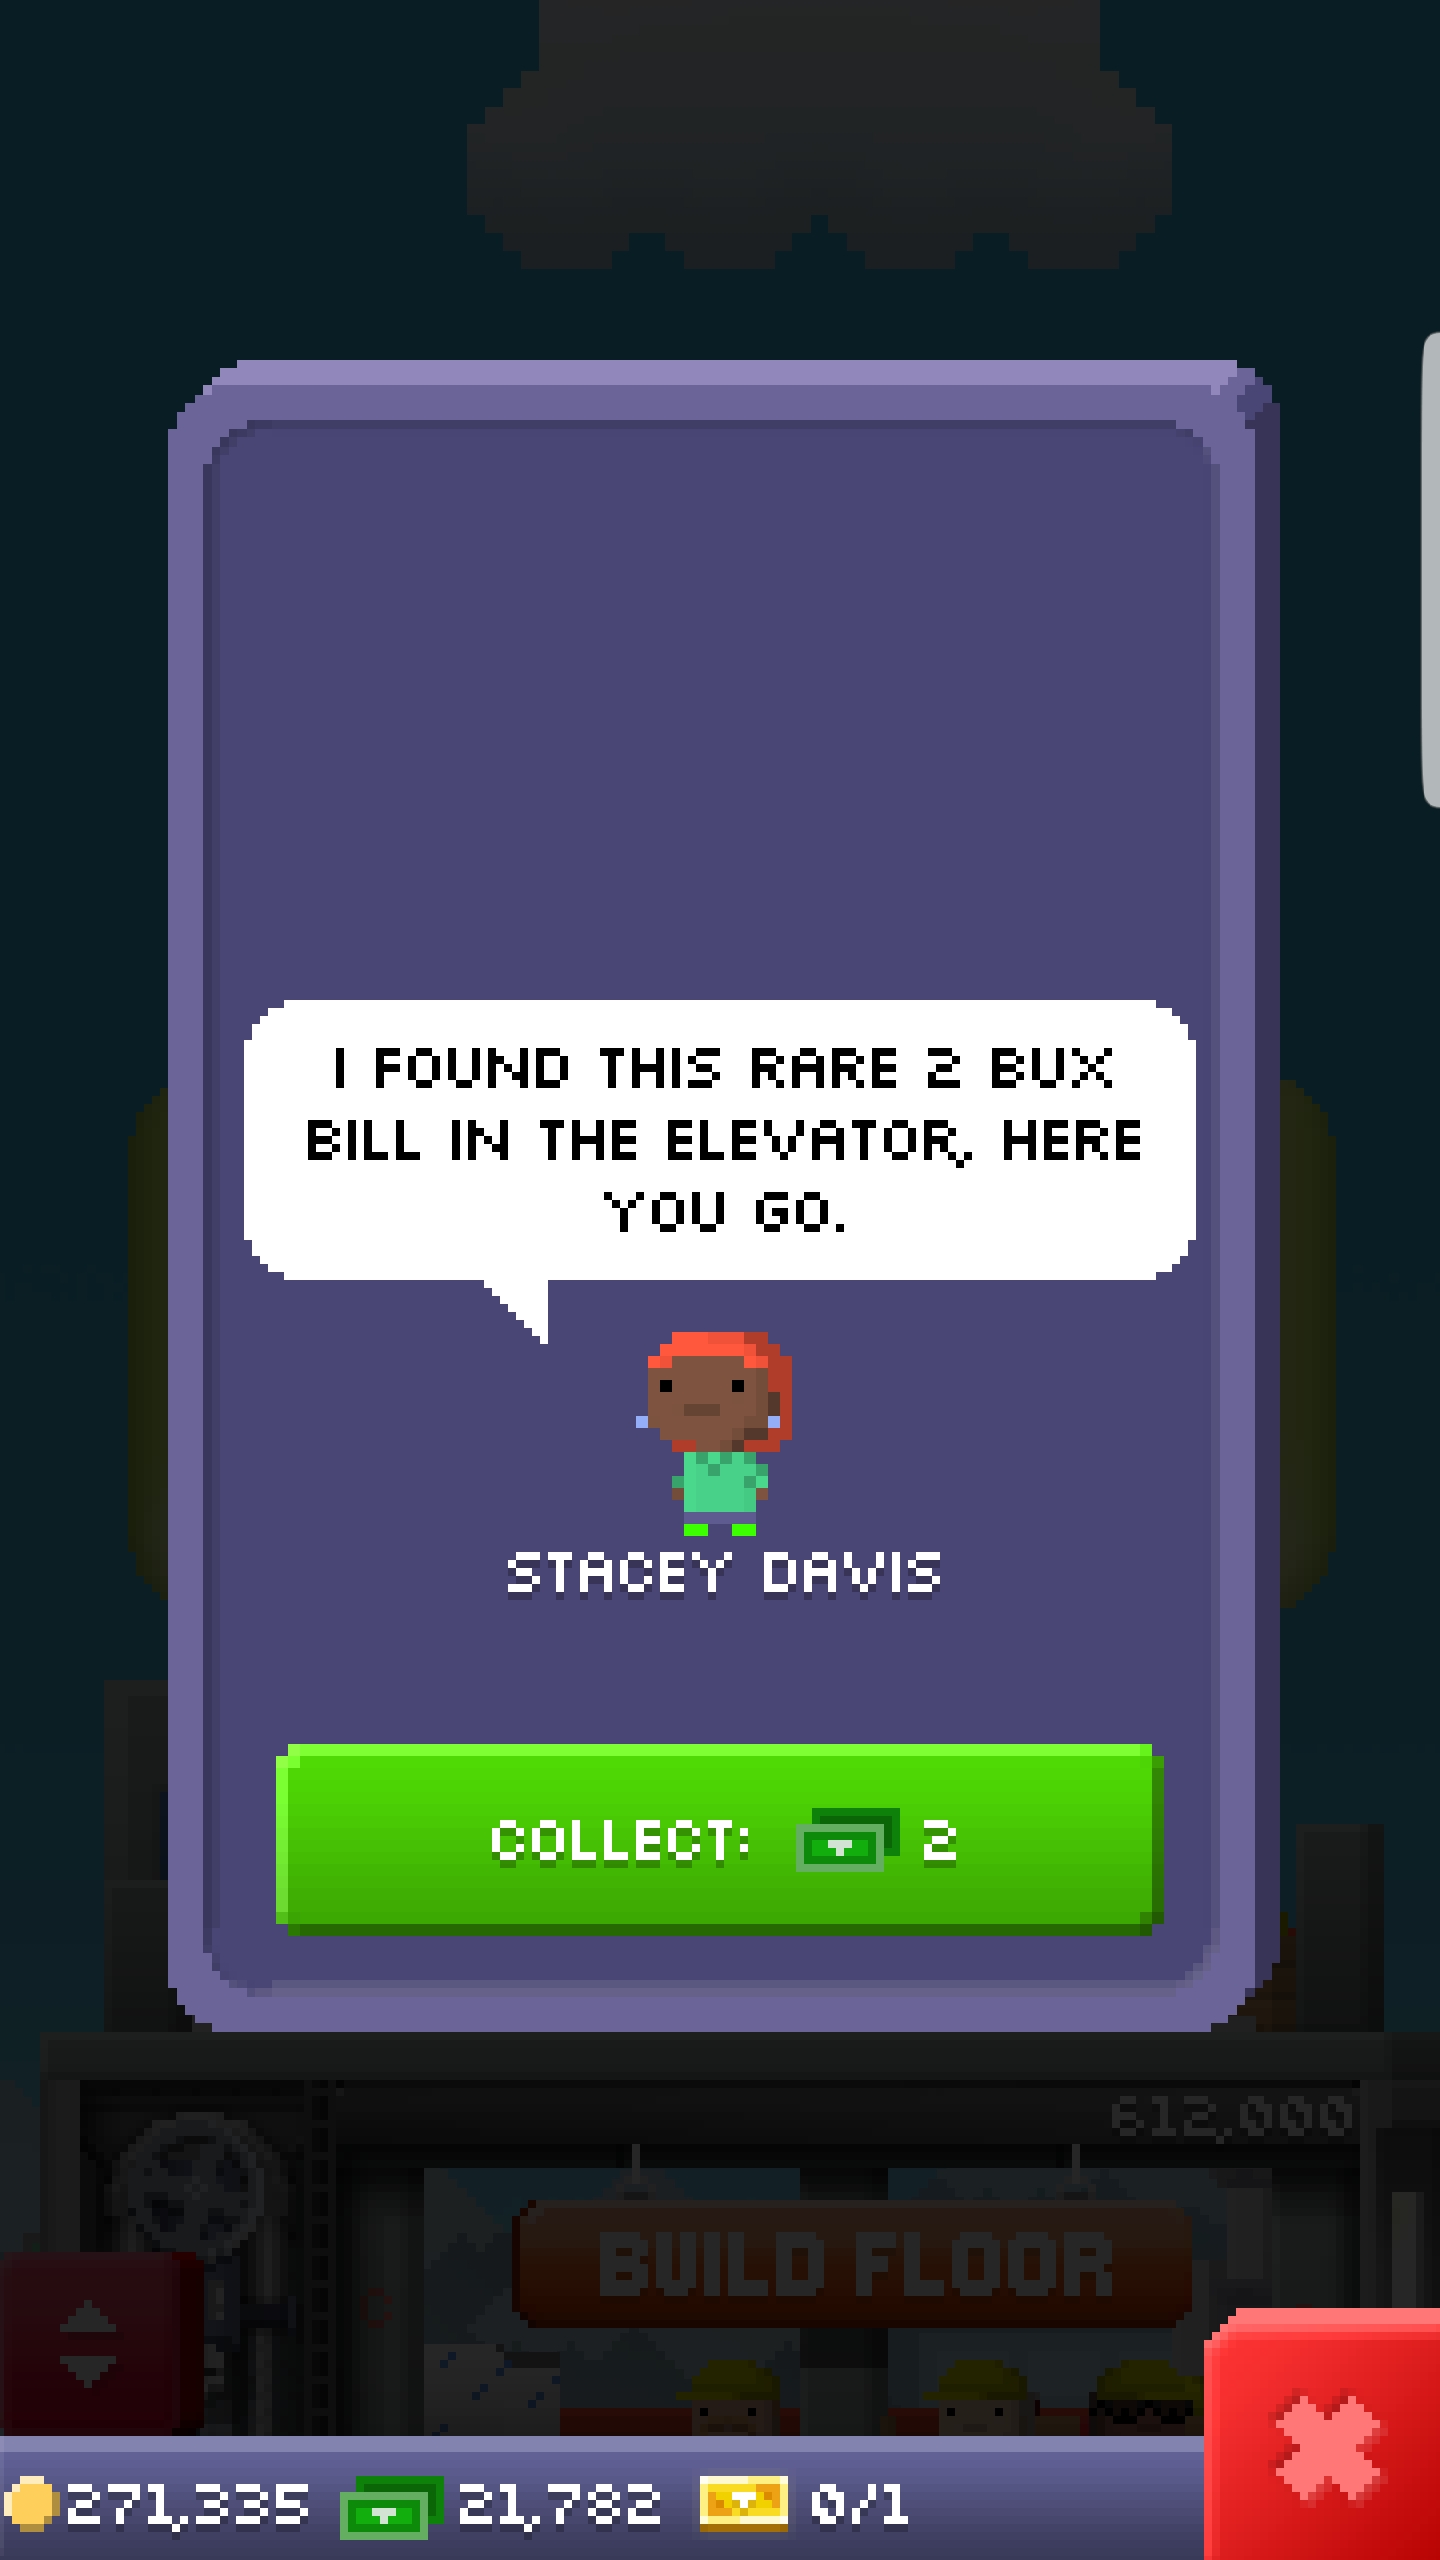 I FOUND THIS RARE 2 BUX
BILL IN THE ELEVATOR, HERE
YOU GO.
STACEY DAVIS
COLLECT: 2
612,000
BUILD FLOOR
271,335 21,782 0/1